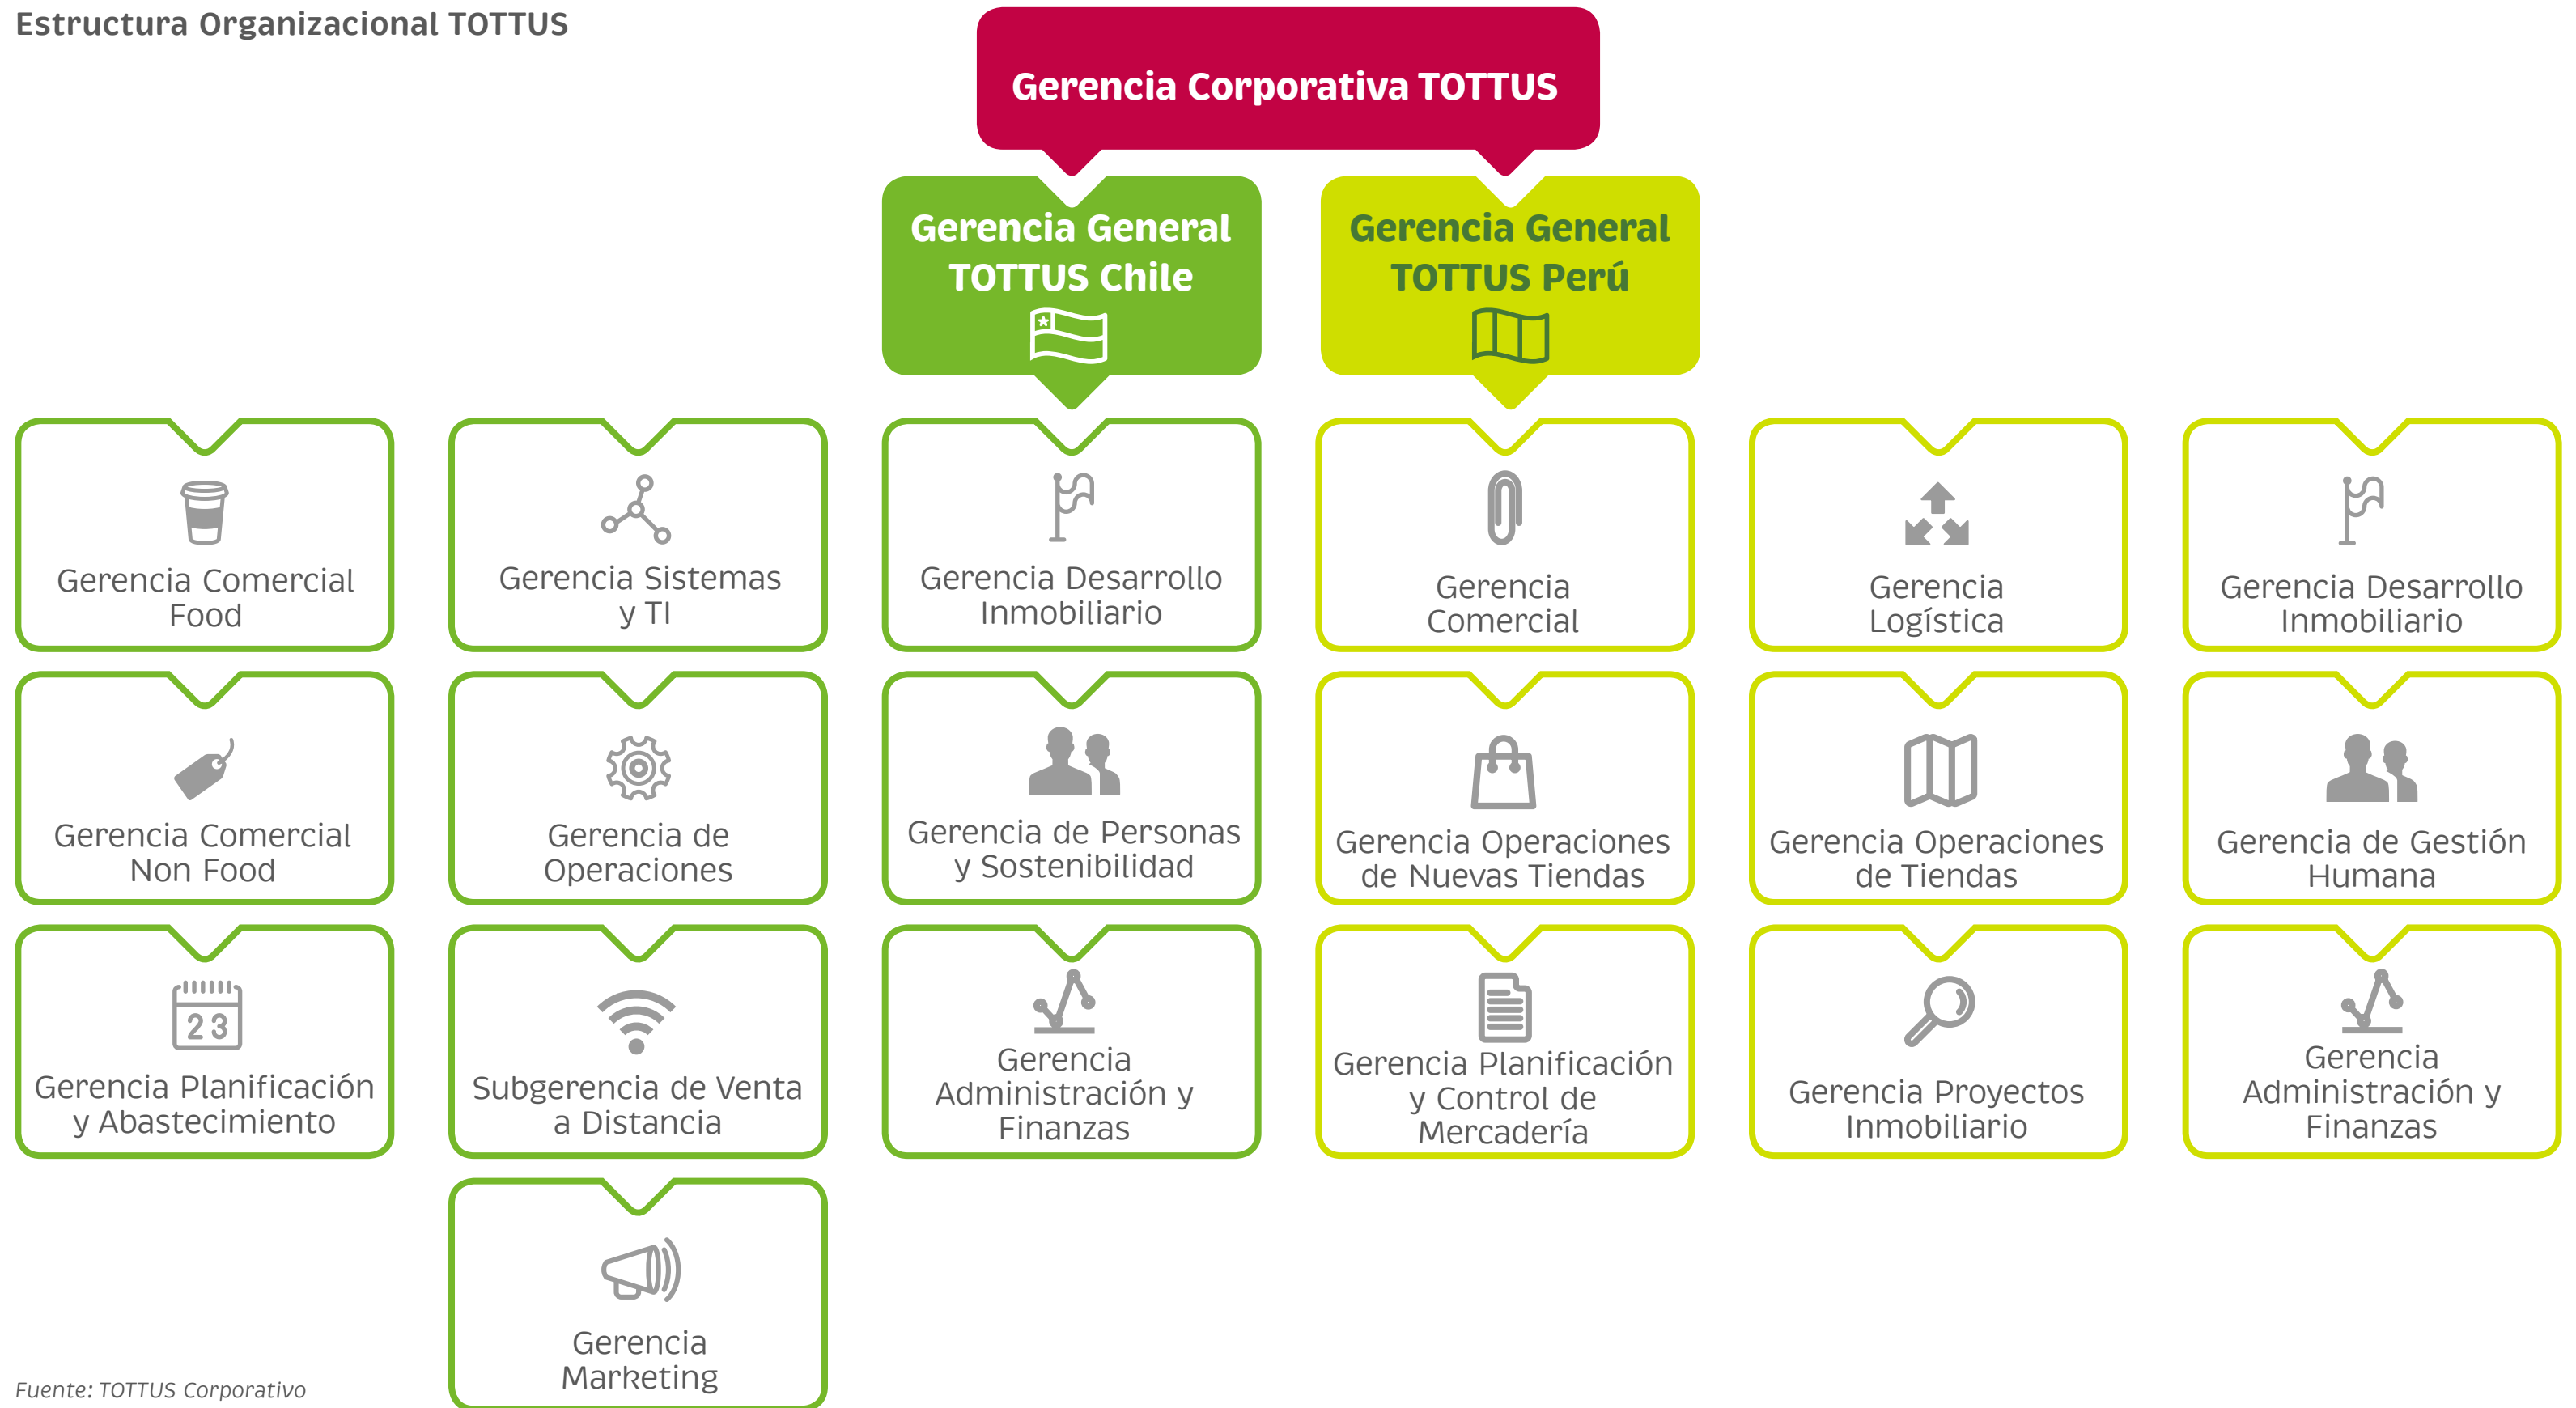 Estructura Organizacional TOTTUS
Gerencia Corporativa TOTTUS
Gerencia General
TOTTUS Chile
Gerencia General
TOTTUS Perú
Gerencia Comercial
Food
Gerencia Sistemas
y TI
Gerencia Desarrollo
Inmobiliario
Gerencia
Comercial
Gerencia
Logística
Gerencia Desarrollo
Inmobiliario
Gerencia Comercial
Non Food
Gerencia de
Operaciones
Gerencia de Personas
y Sostenibilidad
Gerencia Operaciones
de Nuevas Tiendas
Gerencia Operaciones
de Tiendas
Gerencia de Gestión
Humana
23
Gerencia Planificación
y Abastecimiento
Subgerencia de Venta
a Distancia
Gerencia
Administración y
Finanzas
Gerencia Planificación
y Control de
Mercadería
Gerencia Proyectos
Inmobiliario
Gerencia
Administración y
Finanzas
Gerencia
Marketing
Fuente: TOTTUS Corporativo